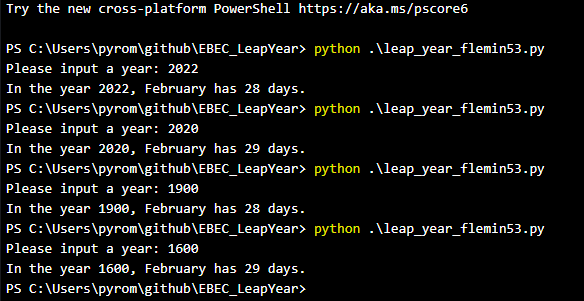 Try the new cross-platform PowerShell https://aka.ms/pscore6
PS C:\Users\pyrom\github\EBEC_LeapYear> python .\leap_year_flemin53.py
Please input a year: 2022
In the year 2022, February has 28 days.
PS C:\Users\pyrom\github\EBEC_LeapYear> python .\leap_year_flemin53.py
Please input a year: 2020
In the year 2020, February has 29 days.
PS C:\Users\pyrom\github\EBEC_LeapYear> python .\leap_year_flemin53.py
Please input a year: 1900
In the year 1900, February has 28 days.
PS C:\Users\pyrom\github\EBEC_LeapYear> python .\leap_year_flemin53.py
Please input a year: 1600
In the year 1600, February has 29 days.
PS C:\Users\pyrom\github\EBEC_LeapYear>